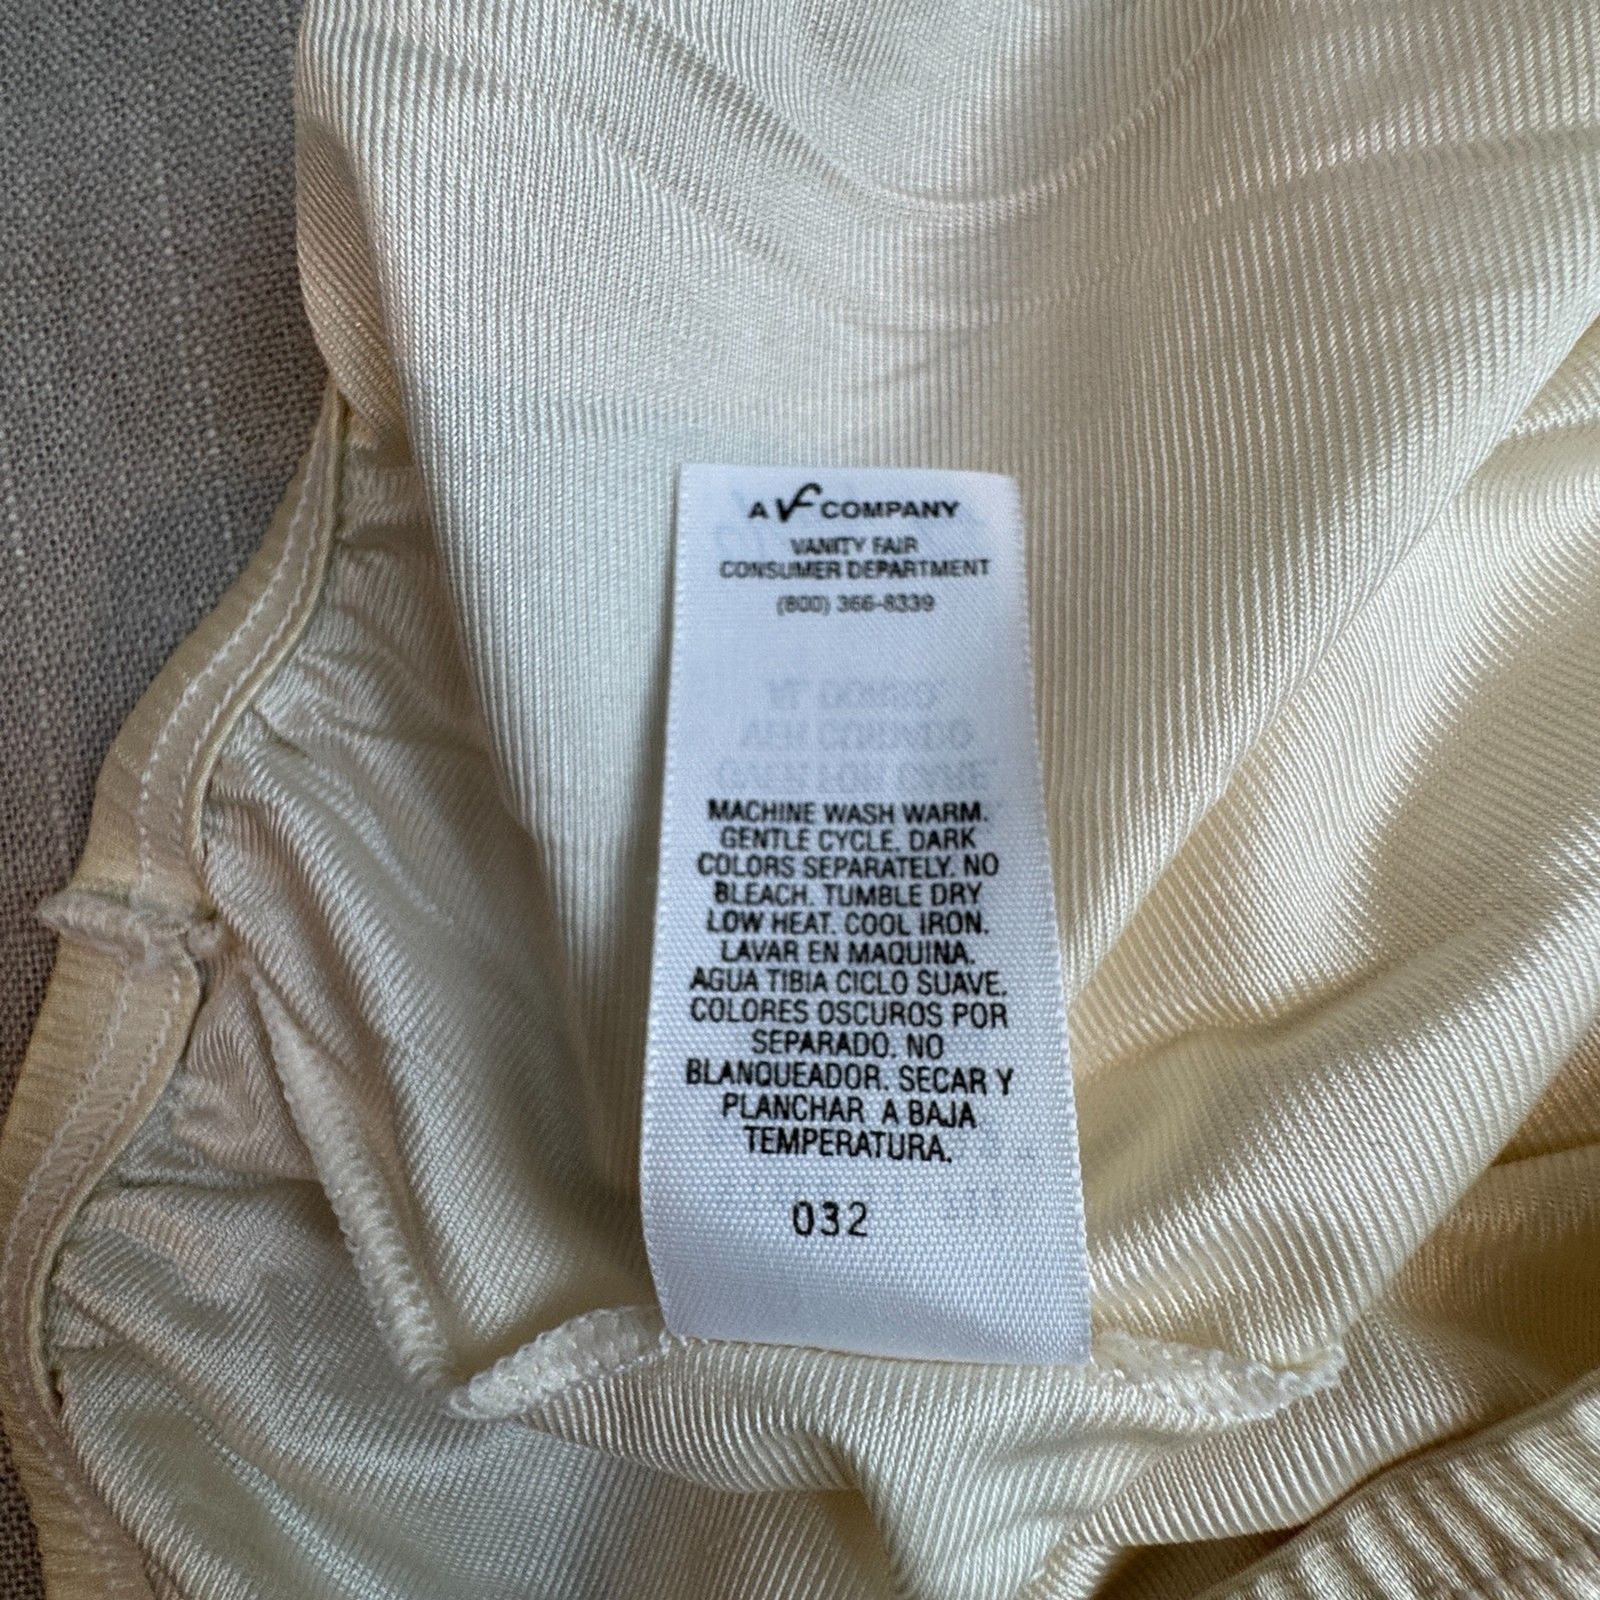 A VF COMPANY
VANITY FAIR
CONSUMER DEPARTMENT
(800) 366-8339
MACHINE WASH WARM.
GENTLE CYCLE. DARK
COLORS SEPARATELY. NO
BLEACH. TUMBLE DRY
LOW HEAT. COOL IRON.
LAVAR EN MAQUINA.
AGUA TIBIA CICLO SUAVE.
COLORES OSCUROS POR
SEPARADO. NO
BLANQUEADOR. SECAR Y
PLANCHAR A BAJA
TEMPERATURA.
032